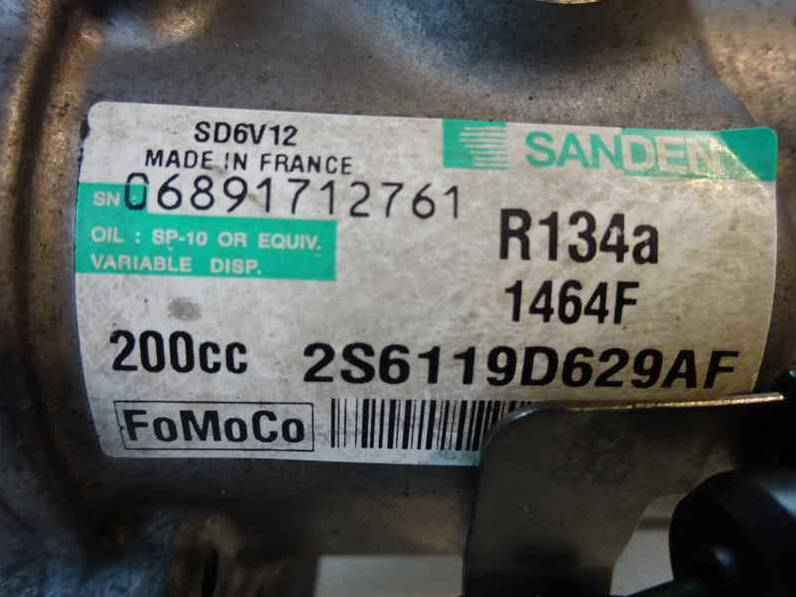 SD6V12
MADE IN FRANCE
SANDEN
SN: 06891712761
OIL : SP-10 OR EQUIV.
VARIABLE DISP.
R134a
1464F
200cc 2S6119D629AF
FoMoCo